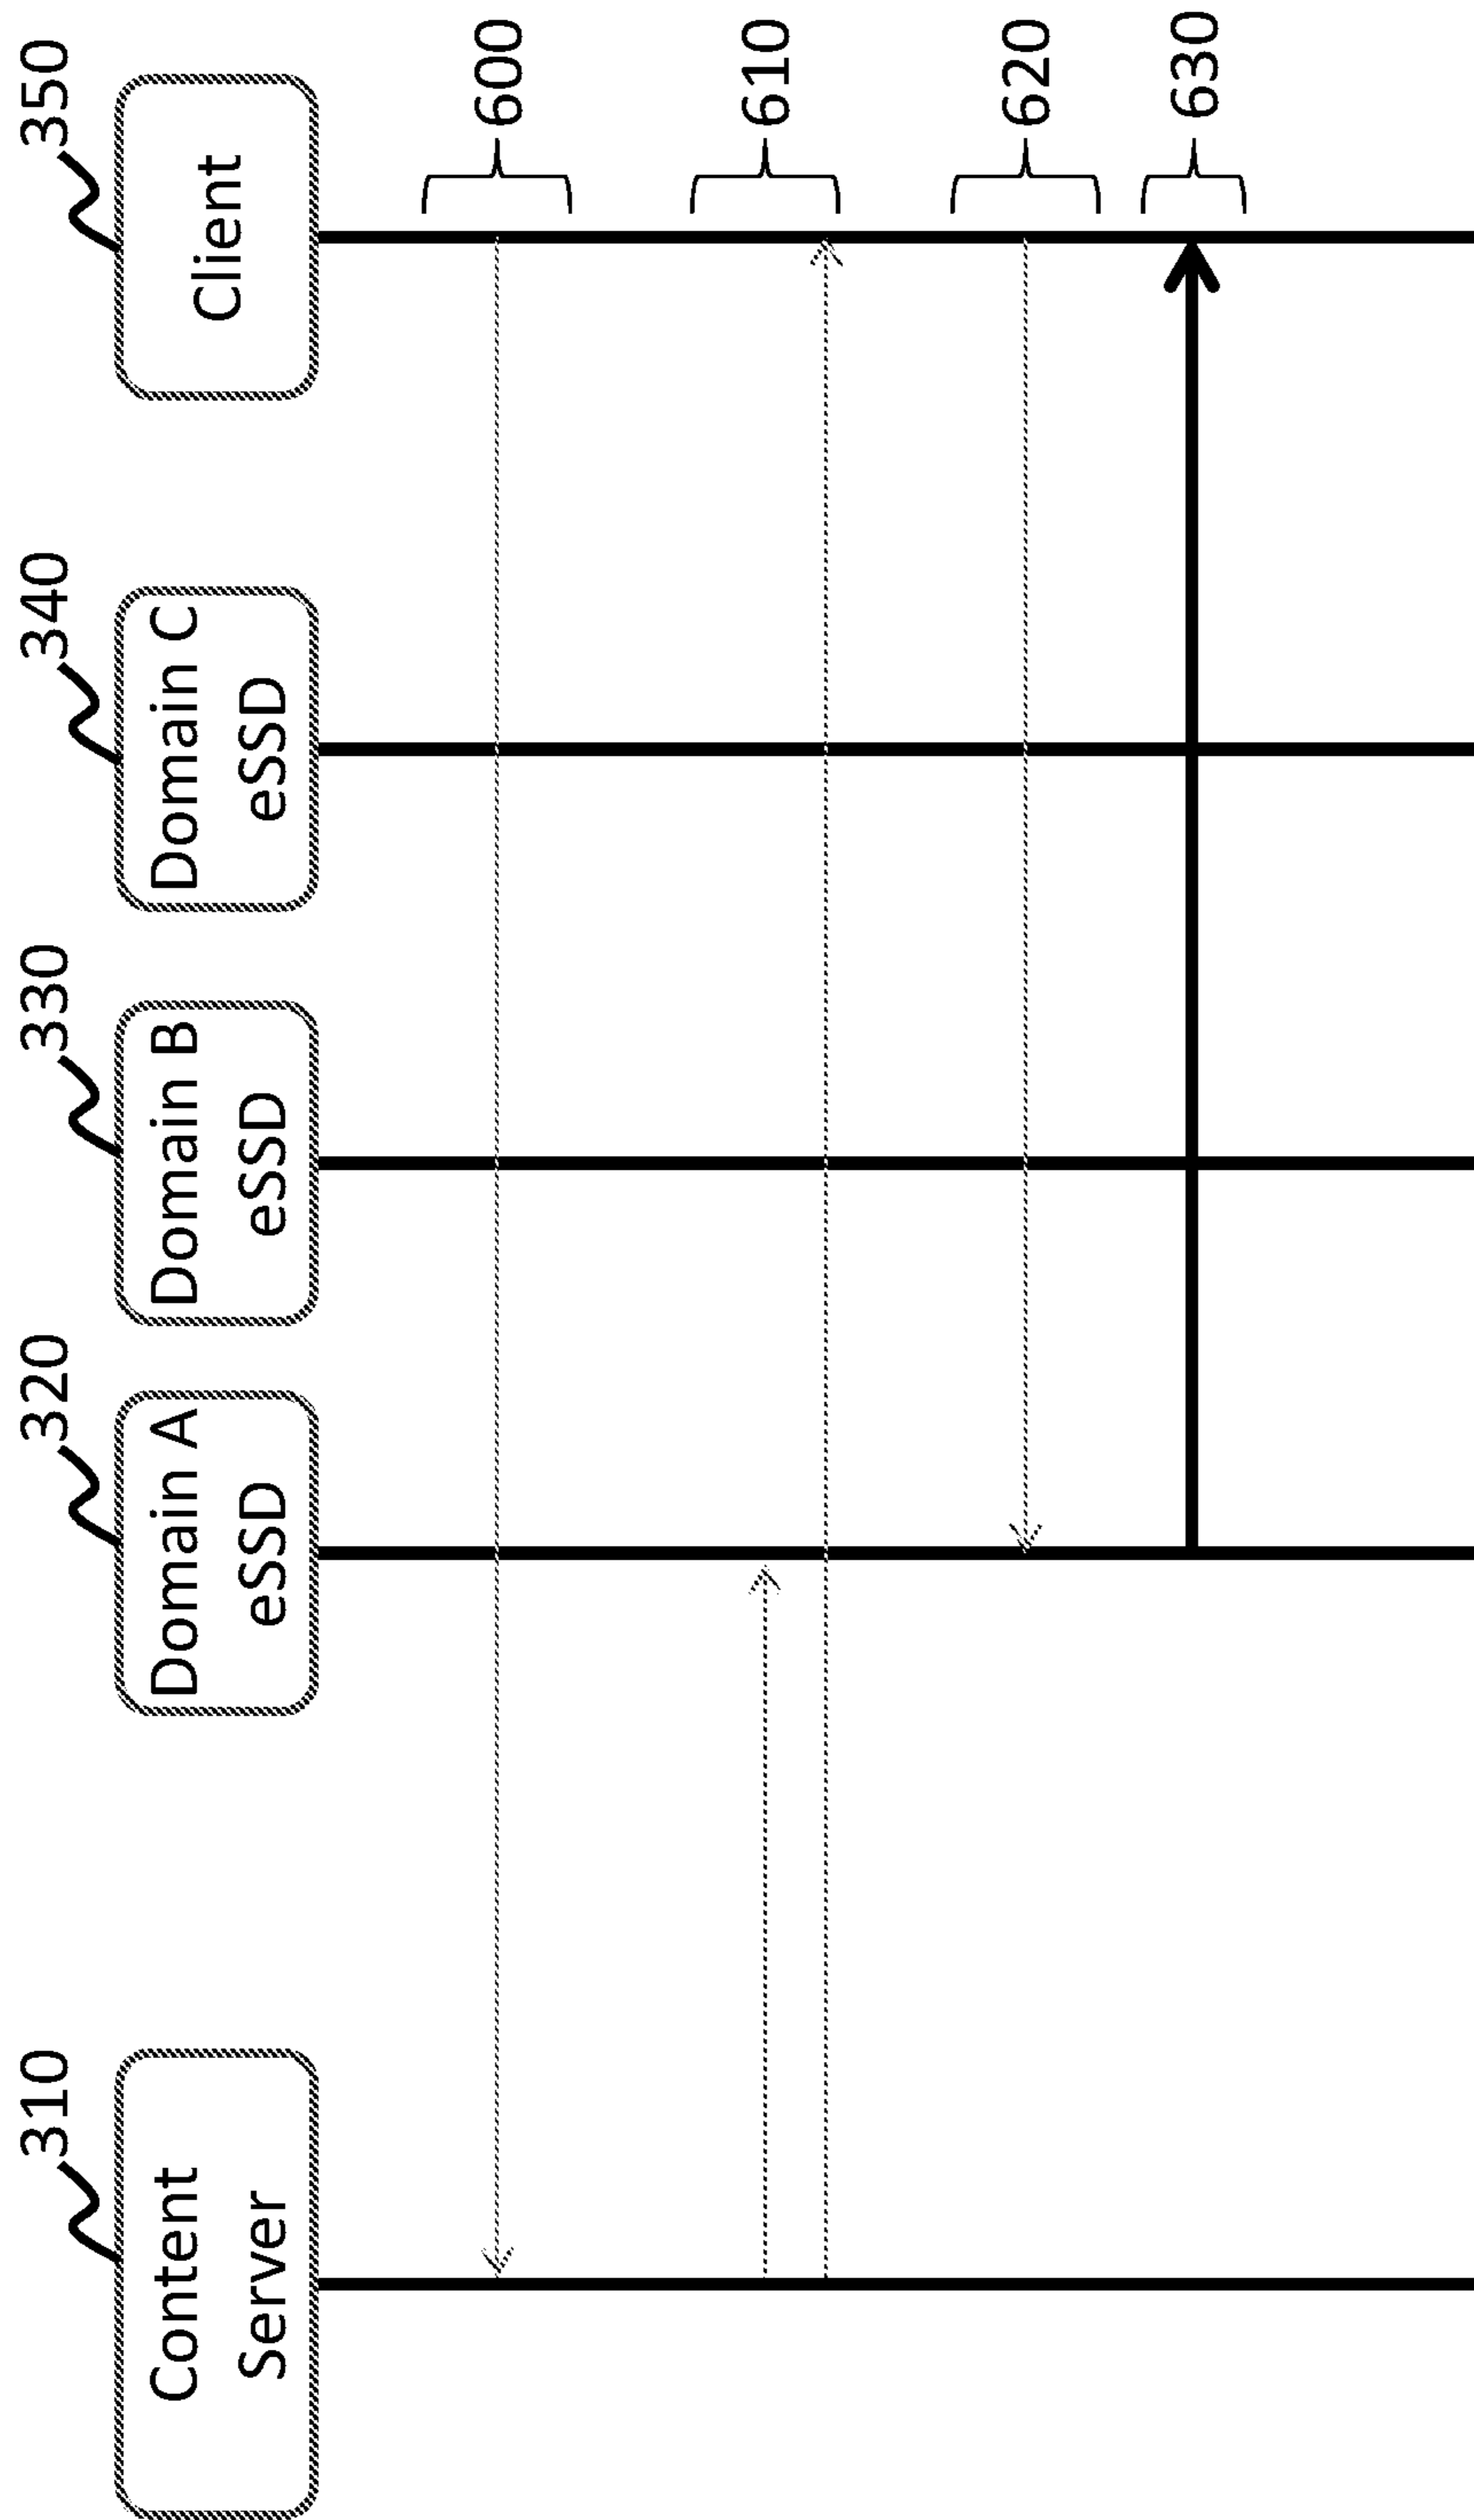 310
Content
Server
320
Domain A
eSSD
330
Domain B
eSSD
340
Domain C
eSSD
350
Client
600
610
620
630